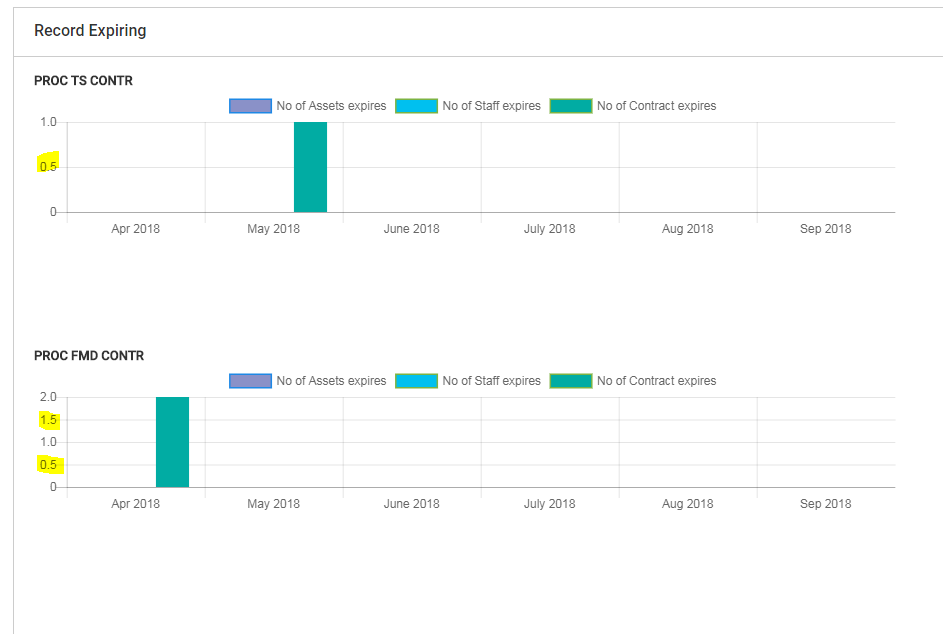 Record Expiring
PROC TS CONTR
No of Assets expires No of Staff expires No of Contract expires
1.0
0.5
0
Apr 2018 May 2018 June 2018 July 2018 Aug 2018 Sep 2018
PROC FMD CONTR
No of Assets expires No of Staff expires No of Contract expires
2.0
1.5
1.0
0.5
0
Apr 2018 May 2018 June 2018 July 2018 Aug 2018 Sep 2018